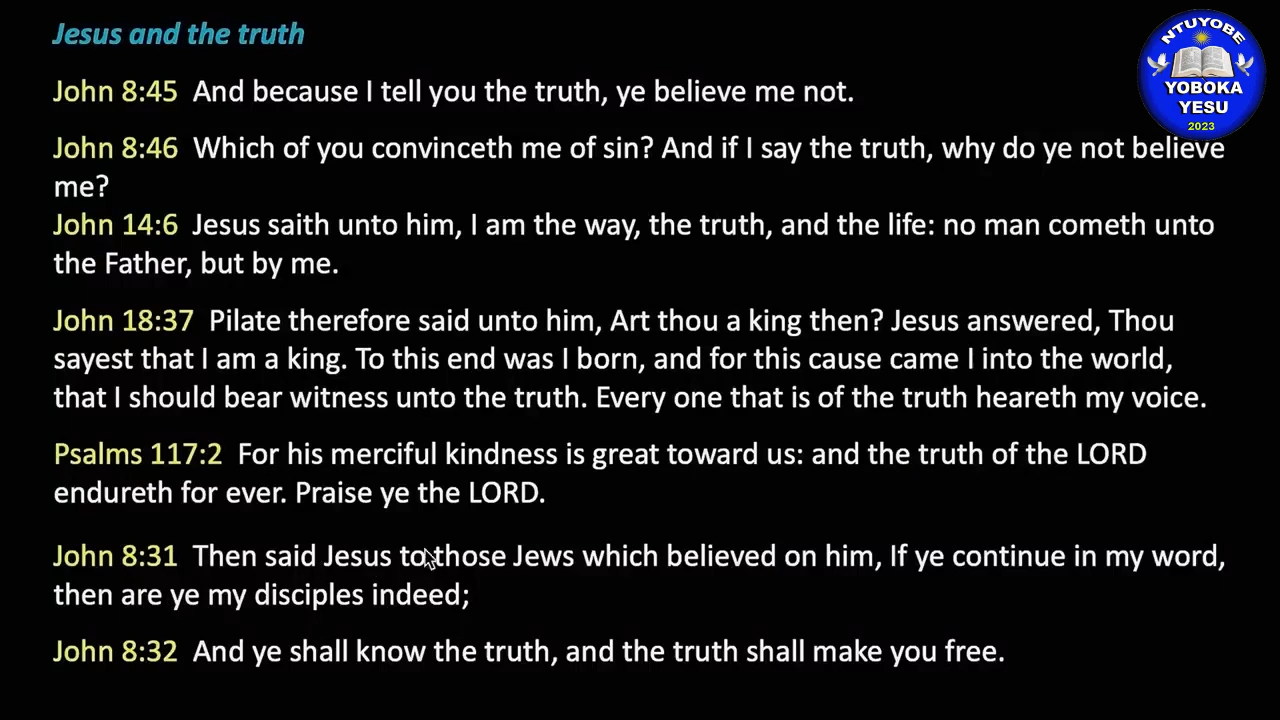 Jesus and the truth
NTUYOBE
YOBOKA
YESU
2023
John 8:45 And because I tell you the truth, ye believe me not.
John 8:46 Which of you convinceth me of sin? And if I say the truth, why do ye not believe
me?
John 14:6 Jesus saith unto him, I am the way, the truth, and the life: no man cometh unto
the Father, but by me.
John 18:37 Pilate therefore said unto him, Art thou a king then? Jesus answered, Thou
sayest that I am a king. To this end was I born, and for this cause came I into the world,
that I should bear witness unto the truth. Every one that is of the truth heareth my voice.
Psalms 117:2 For his merciful kindness is great toward us: and the truth of the LORD
endureth for ever. Praise ye the LORD.
John 8:31 Then said Jesus to those Jews which believed on him, If ye continue in my word,
then are ye my disciples indeed;
John 8:32 And ye shall know the truth, and the truth shall make you free.